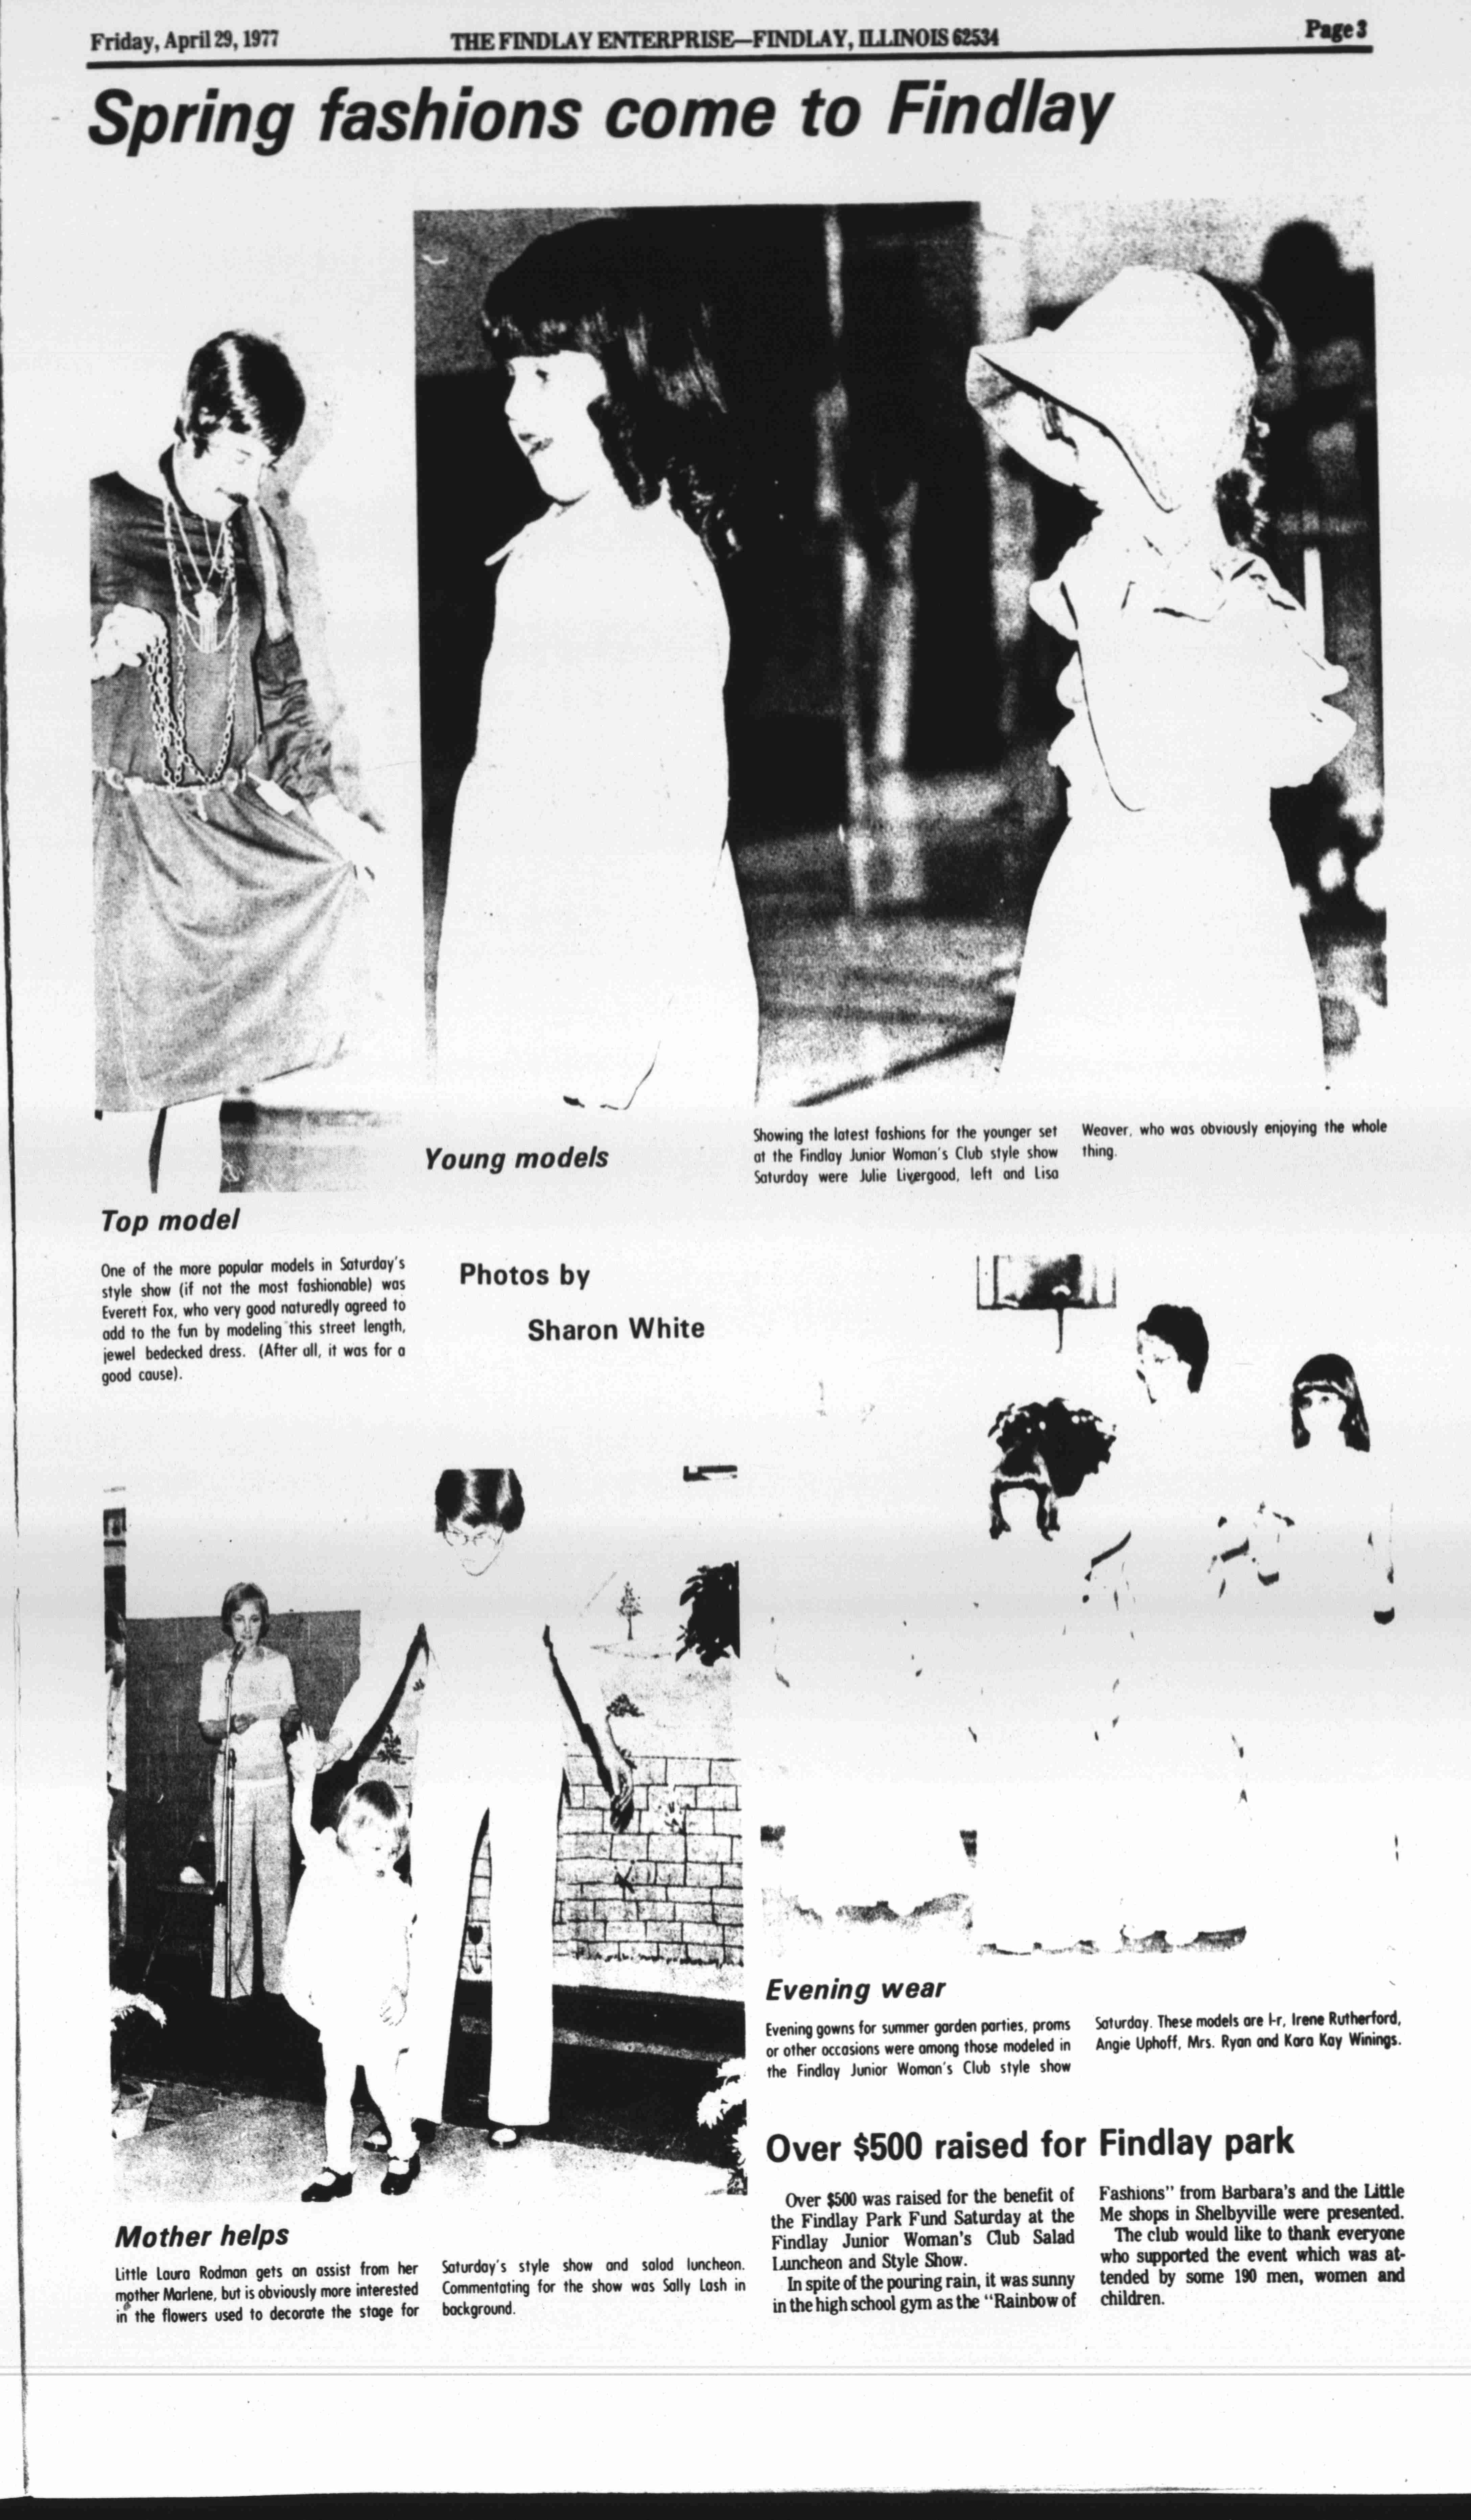 Friday, April 29, 1977
THE FINDLAY ENTERPRISE—FINDLAY, ILLINOIS 62534
Page 3
Spring fashions come to Findlay
Young models
Showing the latest fashions for the younger set
at the Findlay Junior Woman's Club style show
Saturday were Julie Livergood, left and Lisa
Weaver, who was obviously enjoying the whole
thing.
Top model
One of the more popular models in Saturday's
style show (if not the most fashionable) was
Everett Fox, who very good naturedly agreed to
add to the fun by modeling this street length,
jewel bedecked dress. (After all, it was for a
good cause).
Photos by
Sharon White
Evening wear
Evening gowns for summer garden parties, proms
or other occasions were among those modeled in
the Findlay Junior Woman's Club style show
Saturday. These models are l-r, Irene Rutherford,
Angie Uphoff, Mrs. Ryan and Kara Kay Winings.
Mother helps
Little Laura Rodman gets an assist from her
mother Marlene, but is obviously more interested
in the flowers used to decorate the stage for
Saturday's style show and salad luncheon.
Commentating for the show was Sally Lash in
background.
Over $500 raised for Findlay park
Over $500 was raised for the benefit of
the Findlay Park Fund Saturday at the
Findlay Junior Woman's Club Salad
Luncheon and Style Show.
In spite of the pouring rain, it was sunny
in the high school gym as the "Rainbow of
Fashions" from Barbara's and the Little
Me shops in Shelbyville were presented.
The club would like to thank everyone
who supported the event which was at-
tended by some 190 men, women and
children.